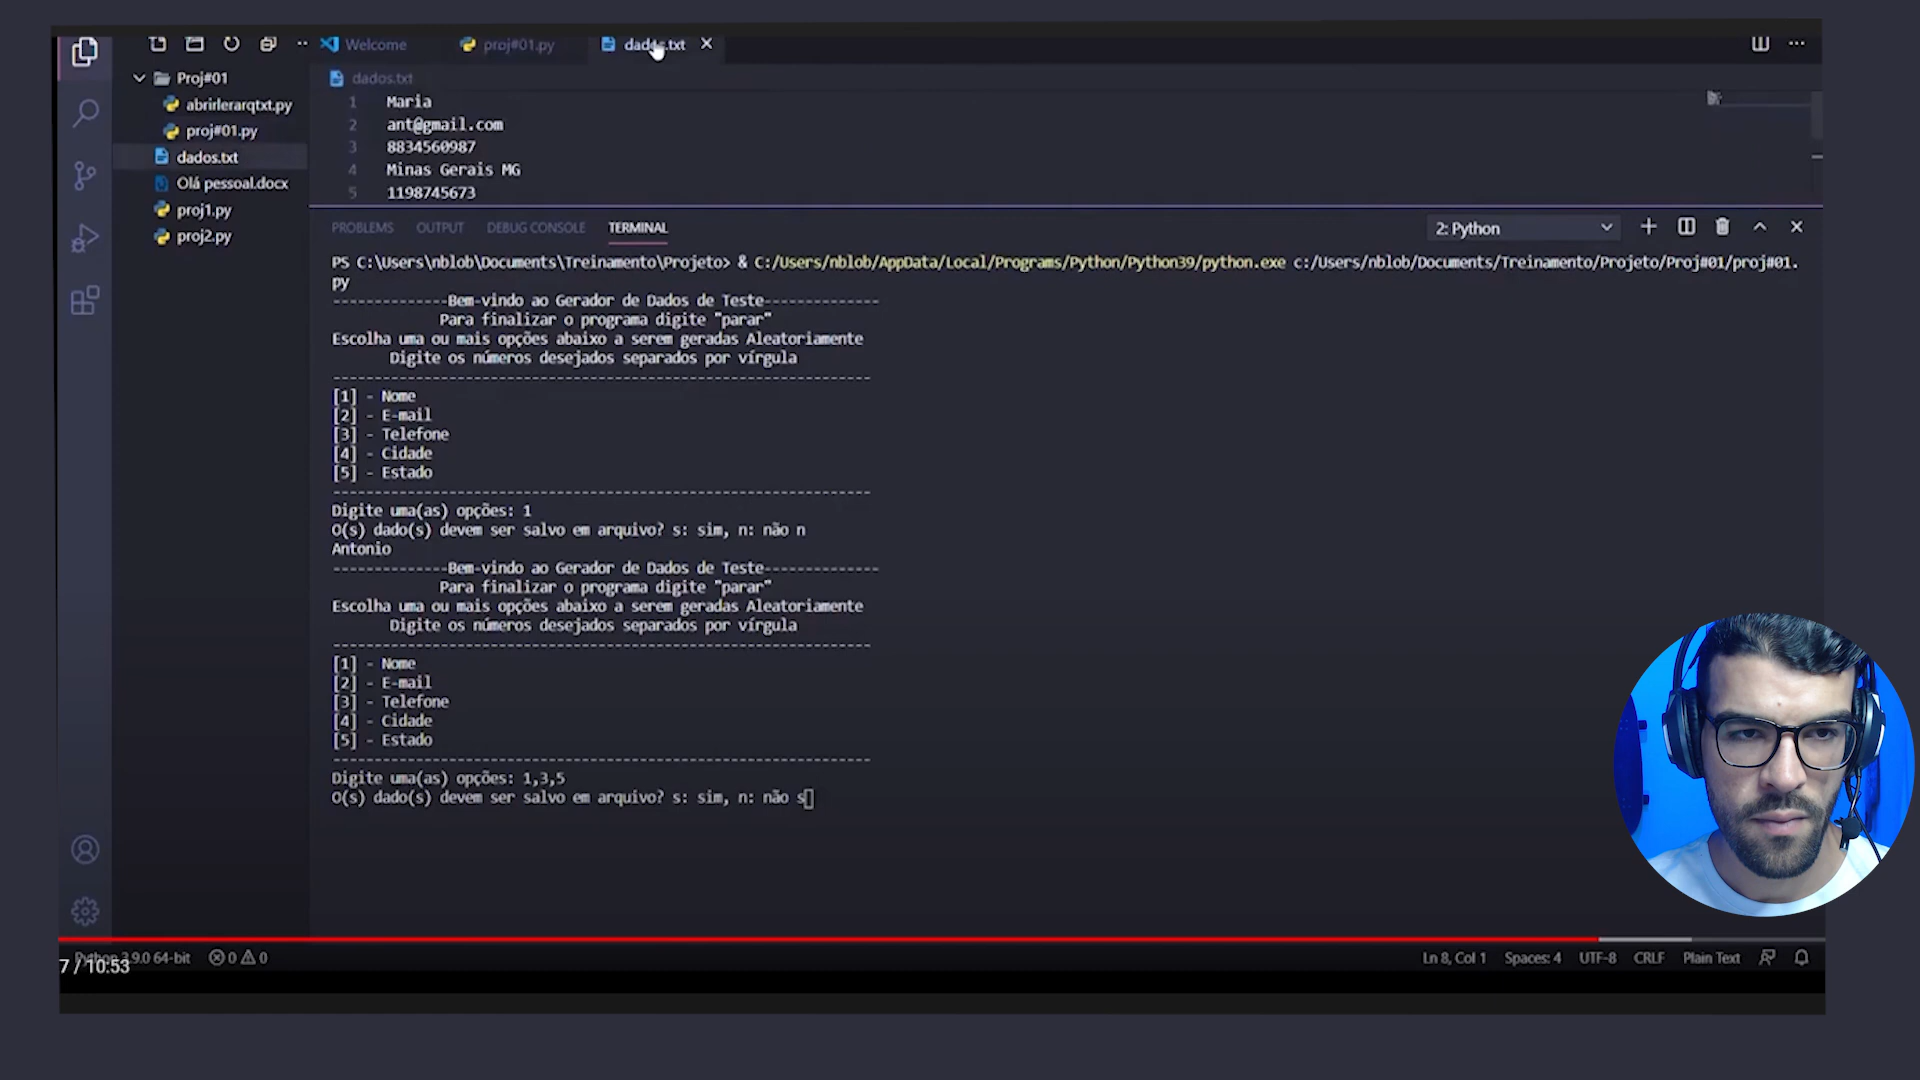 Welcome
proj#01.py
dados.txt
Proj#01
abrirlerarqtxt.py
proj#01.py
dados.txt
Olá pessoal.docx
proj1.py
proj2.py
dados.txt
1 Maria
2 ant@gmail.com
3 8834560987
4 Minas Gerais MG
5 1198745673
PROBLEMS OUTPUT DEBUG CONSOLE TERMINAL
2: Python
PS C:\Users\nblob\Documents\Treinamento\Projeto> & C:/Users/nblob/AppData/Local/Programs/Python/Python39/python.exe c:/Users/nblob/Documents/Treinamento/Projeto/Proj#01/proj#01.
py
--------------Bem-vindo ao Gerador de Dados de Teste--------------
Para finalizar o programa digite "parar"
Escolha uma ou mais opções abaixo a serem geradas Aleatoriamente
Digite os números desejados separados por vírgula
-----------------------------------------------------------------
[1] - Nome
[2] - E-mail
[3] - Telefone
[4] - Cidade
[5] - Estado
-----------------------------------------------------------------
Digite uma(as) opções: 1
O(s) dado(s) devem ser salvo em arquivo? s: sim, n: não n
Antonio
--------------Bem-vindo ao Gerador de Dados de Teste--------------
Para finalizar o programa digite "parar"
Escolha uma ou mais opções abaixo a serem geradas Aleatoriamente
Digite os números desejados separados por vírgula
-----------------------------------------------------------------
[1] - Nome
[2] - E-mail
[3] - Telefone
[4] - Cidade
[5] - Estado
-----------------------------------------------------------------
Digite uma(as) opções: 1,3,5
O(s) dado(s) devem ser salvo em arquivo? s: sim, n: não s
Python 3.9.0 64-bit 0 0
7 / 10:53
Ln 8, Col 1 Spaces: 4 UTF-8 CRLF Plain Text